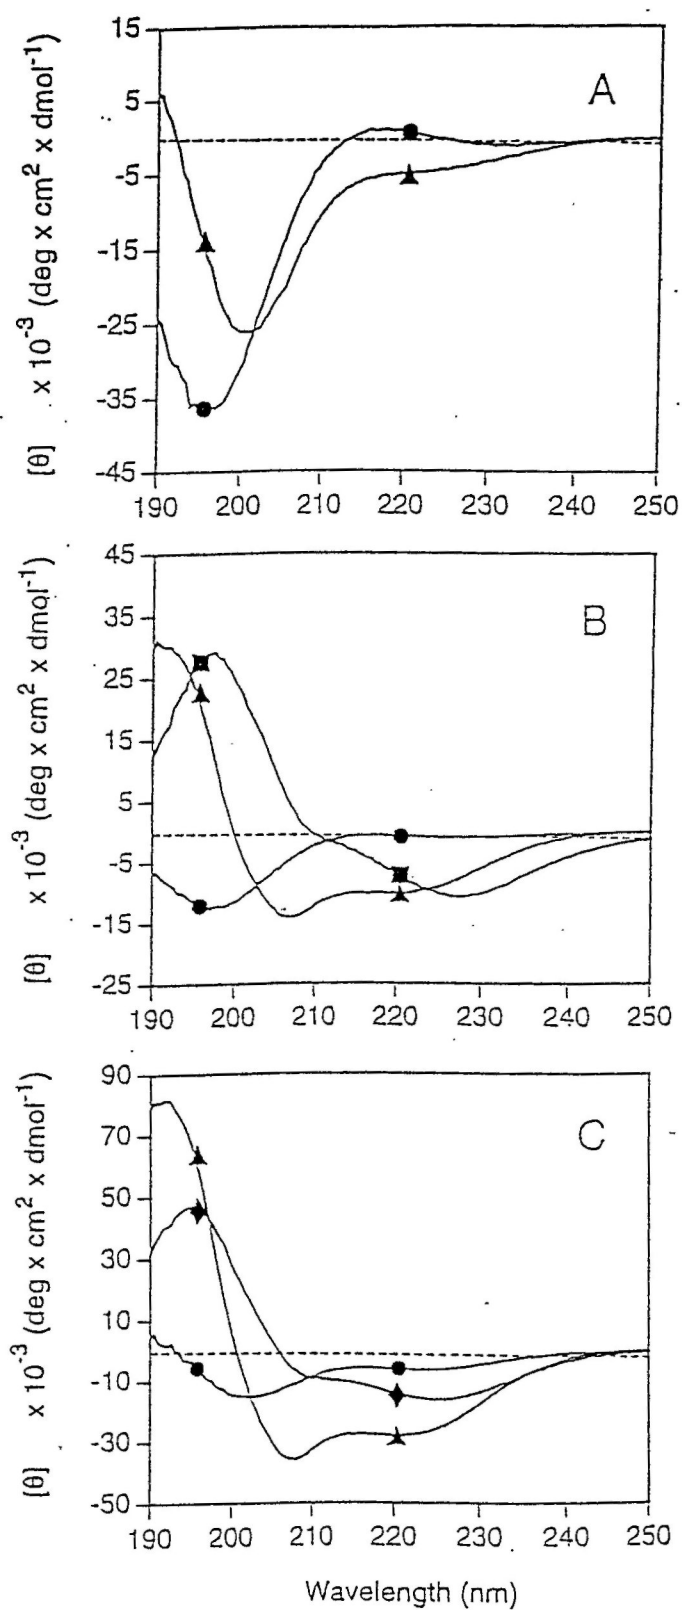 A
15
5
-5
-15
-25
-35
-45
190 200 210 220 230 240 250
[θ] x 10-3 (deg x cm2 x dmol-1)
B
45
35
25
15
5
-5
-15
-25
190 200 210 220 230 240 250
[θ] x 10-3 (deg x cm2 x dmol-1)
C
90
70
50
30
10
-10
-30
-50
190 200 210 220 230 240 250
[θ] x 10-3 (deg x cm2 x dmol-1)
Wavelength (nm)